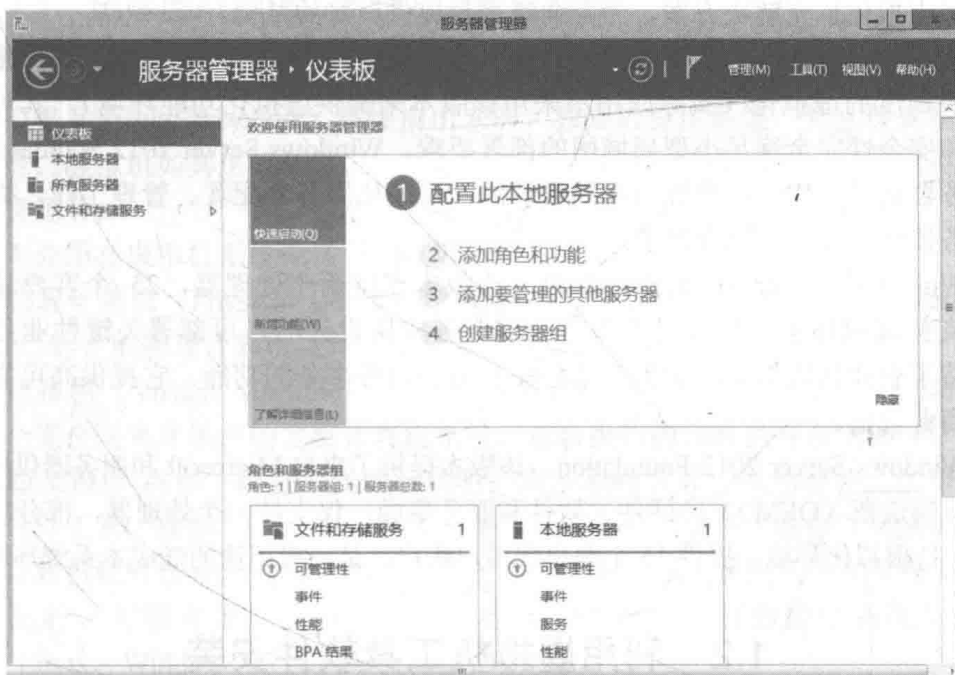 服务器管理器
服务器管理器 · 仪表板
管理(M) 工具(T) 视图(V) 帮助(H)
仪表板
本地服务器
所有服务器
文件和存储服务
欢迎使用服务器管理器
快速启动(Q)
新增功能(W)
了解详细信息(L)
1 配置此本地服务器
2 添加角色和功能
3 添加要管理的其他服务器
4 创建服务器组
隐藏
角色和服务器组
角色: 1 | 服务器组: 1 | 服务器总数: 1
文件和存储服务 1
可管理性
事件
性能
BPA 结果
本地服务器 1
可管理性
事件
服务
性能